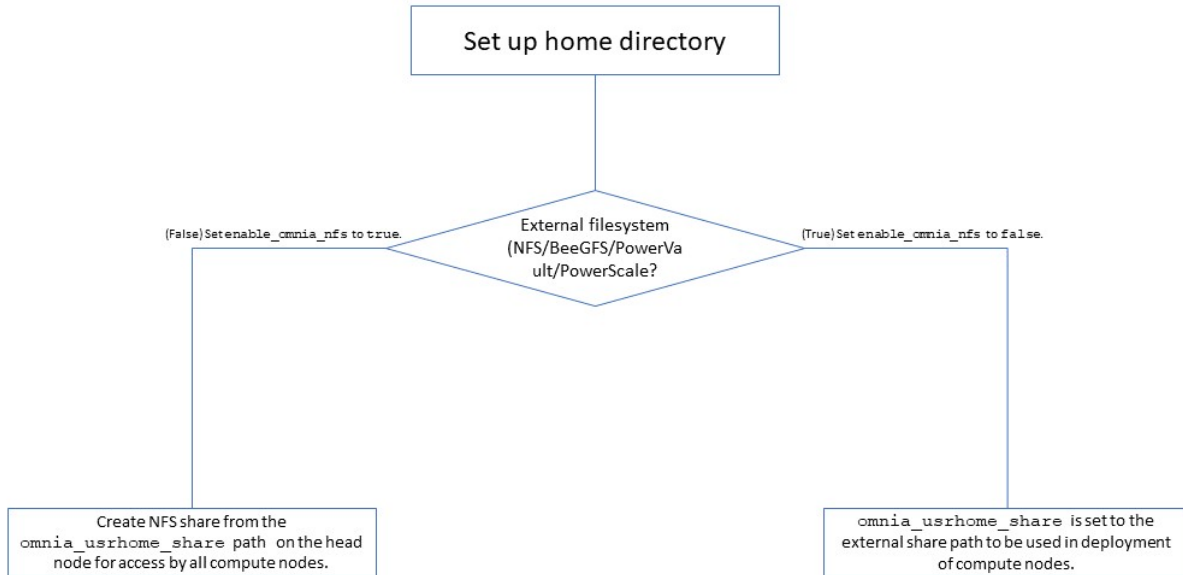 Set up home directory
External filesystem
(NFS/BeeGFS/PowerVa
ult/PowerScale?
(False) Set enable_omnia_nfs to true.
(True) Set enable_omnia_nfs to false.
Create NFS share from the
omnia_usrhome_share path on the head
node for access by all compute nodes.
omnia_usrhome_share is set to the
external share path to be used in deployment
of compute nodes.